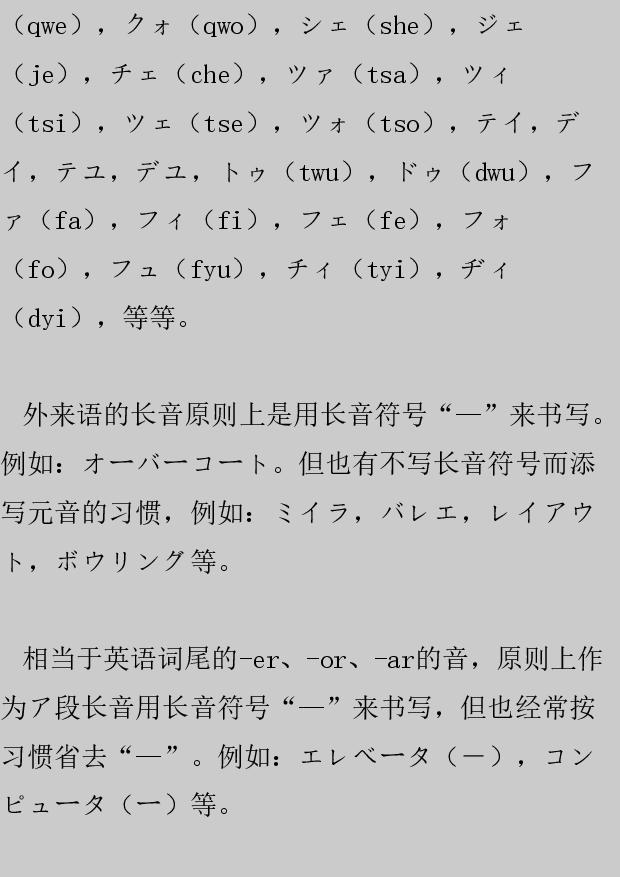 （qwe），クォ（qwo），シェ（she），ジェ
（je），チェ（che），ツァ（tsa），ツィ
（tsi），ツェ（tse），ツォ（tso），テイ，デ
イ，テユ，デユ，トゥ（twu），ドゥ（dwu），フ
ァ（fa），フィ（fi），フェ（fe），フォ
（fo），フュ（fyu），チィ（tyi），ヂィ
（dyi），等等。
外来语的长音原则上是用长音符号“—”来书写。
例如：オーバーコート。但也有不写长音符号而添
写元音的习惯，例如：ミイラ，バレエ，レイアウ
ト，ボウリング等。
相当于英语词尾的-er、-or、-ar的音，原则上作
为ア段长音用长音符号“—”来书写，但也经常按
习惯省去“—”。例如：エレベータ（－），コン
ピュータ（ー）等。